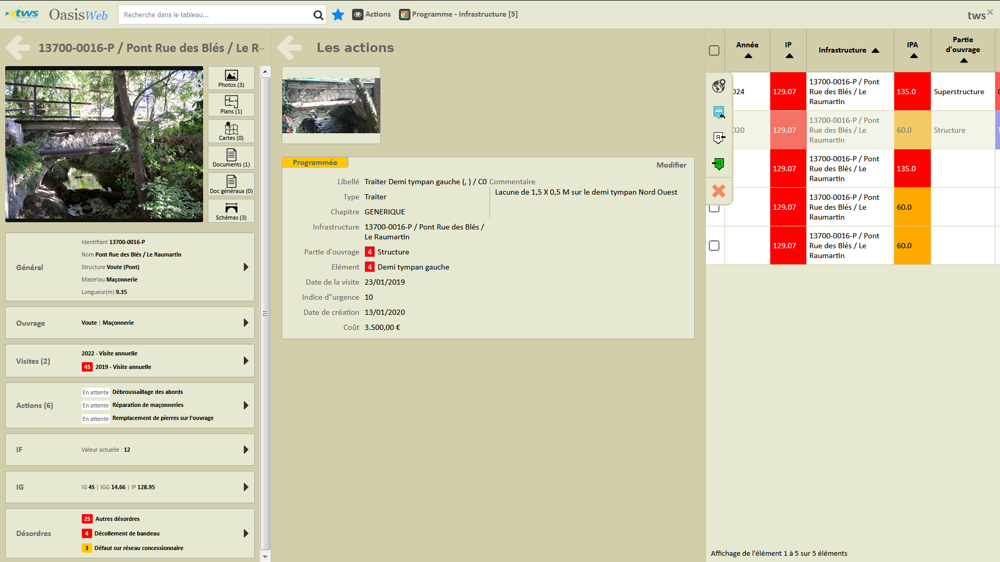 tws OasisWeb
Recherche dans le tableau...
Actions
Programme - Infrastructure [5]
tws
13700-0016-P / Pont Rue des Blés / Le R...
Photos (3)
Plans (1)
Cartes (0)
Documents (1)
Doc généraux (0)
Schémas (3)
Général
Identifiant 13700-0016-P
Nom Pont Rue des Blés / Le Raumartin
Structure Voute (Pont)
Materiau Maçonnerie
Longueur(m) 9.35
Ouvrage
Voute | Maçonnerie
Visites (2)
2022 - Visite annuelle
4S 2019 - Visite annuelle
Actions (6)
En attente Débroussaillage des abords
En attente Réparation de maçonneries
En attente Remplacement de pierres sur l'ouvrage
IF
Valeur actuelle : 12
IG
IG 4S | IGG 14,66 | IP 128.95
Désordres
2S Autres désordres
4 Décollement de bandeau
3 Défaut sur réseau concessionnaire
Les actions
Programmée
Modifier
Libellé Traiter Demi tympan gauche (, ) / C0
Type Traiter
Chapitre GENERIQUE
Infrastructure 13700-0016-P / Pont Rue des Blés /
Le Raumartin
Partie d'ouvrage 4 Structure
Elément 4 Demi tympan gauche
Date de la visite 23/01/2019
Indice d"urgence 10
Date de création 13/01/2020
Coût 3.500,00 €
Commentaire
Lacune de 1,5 X 0,5 M sur le demi tympan Nord Ouest
Année IP Infrastructure IPA Partie
d'ouvrage
024 129.07 13700-0016-P / Pont
Rue des Blés / Le
Raumartin 135.0 Superstructure
020 129.07 13700-0016-P / Pont
Rue des Blés / Le
Raumartin 60.0 Structure
129.07 13700-0016-P / Pont
Rue des Blés / Le
Raumartin 135.0
129.07 13700-0016-P / Pont
Rue des Blés / Le
Raumartin 60.0
129.07 13700-0016-P / Pont
Rue des Blés / Le
Raumartin 60.0
Affichage de l'élément 1 à 5 sur 5 éléments